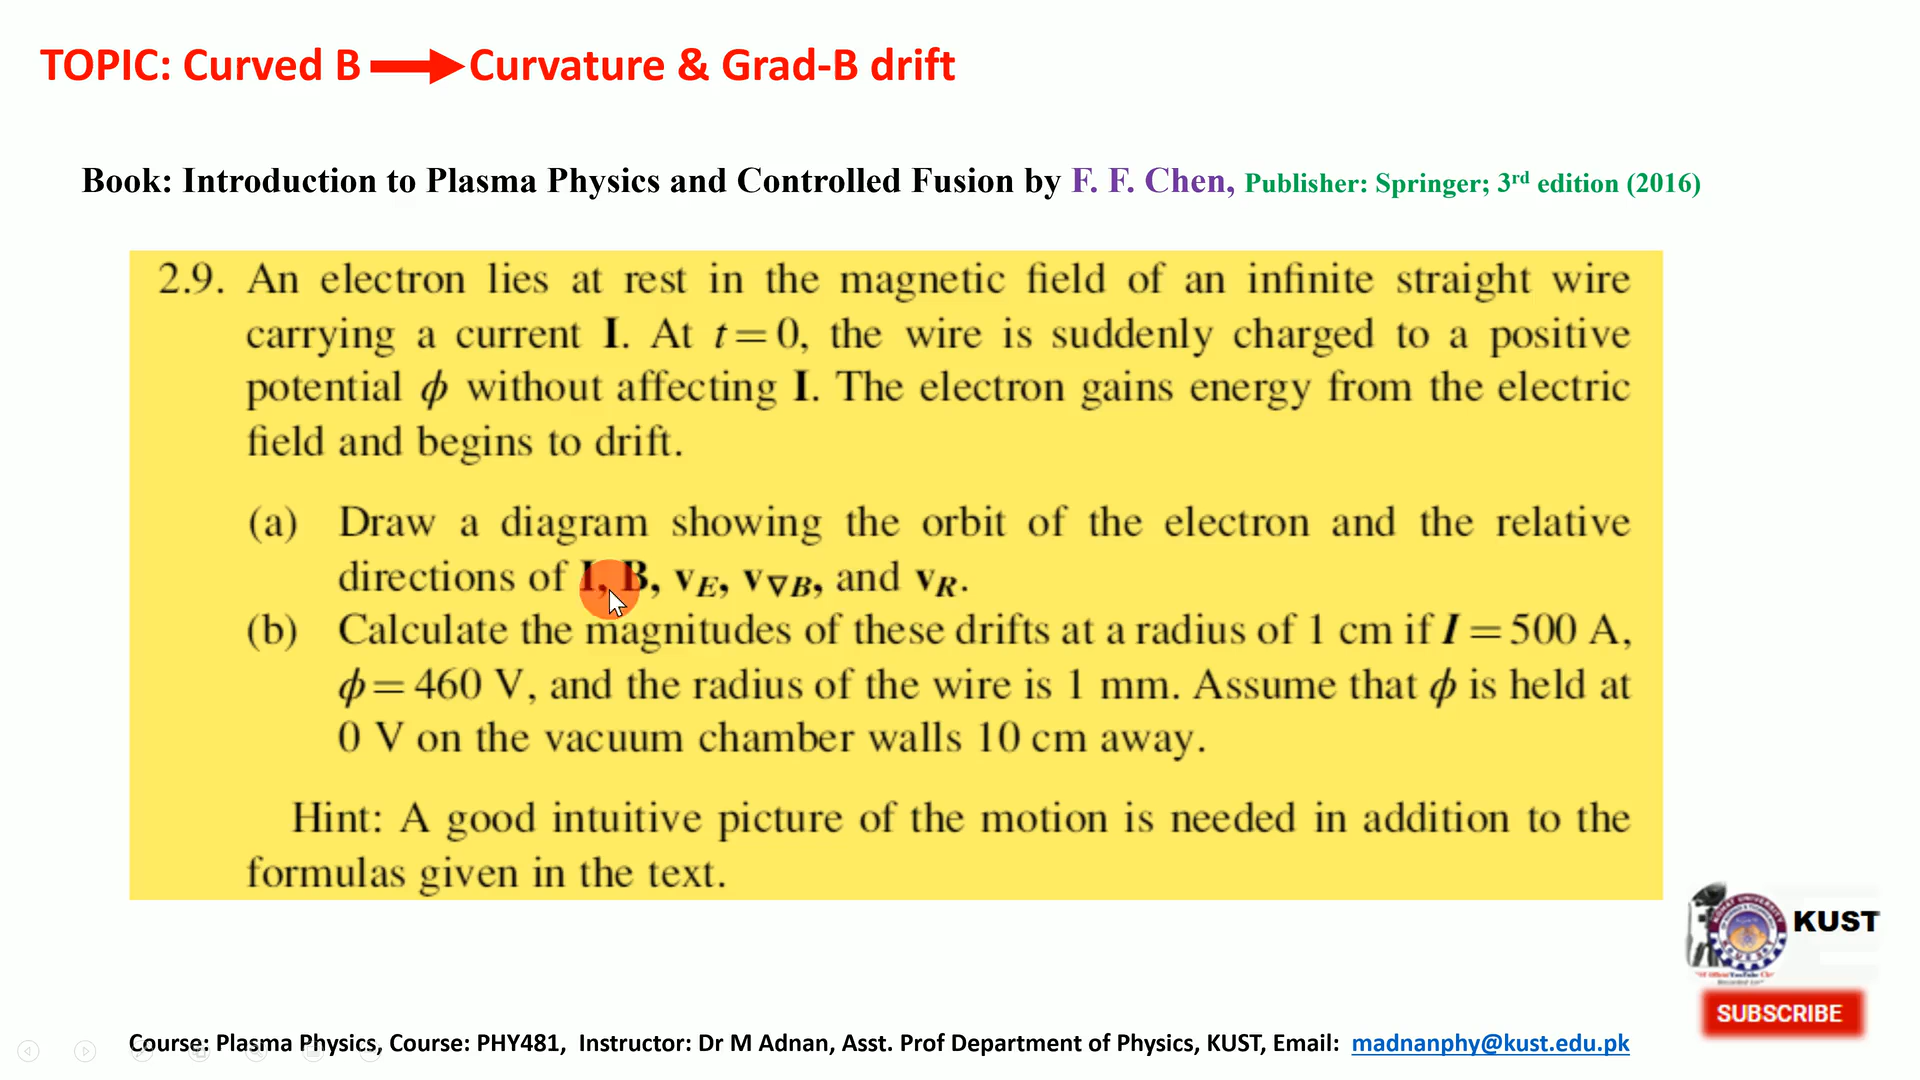 TOPIC: Curved B Curvature & Grad-B drift
Book: Introduction to Plasma Physics and Controlled Fusion by F. F. Chen, Publisher: Springer; 3rd edition (2016)
2.9. An electron lies at rest in the magnetic field of an infinite straight wire
carrying a current I. At t=0, the wire is suddenly charged to a positive
potential ϕ without affecting I. The electron gains energy from the electric
field and begins to drift.
(a) Draw a diagram showing the orbit of the electron and the relative
directions of I, B, vE, v∇B, and vR.
(b) Calculate the magnitudes of these drifts at a radius of 1 cm if I=500 A,
ϕ=460 V, and the radius of the wire is 1 mm. Assume that ϕ is held at
0 V on the vacuum chamber walls 10 cm away.
Hint: A good intuitive picture of the motion is needed in addition to the
formulas given in the text.
KUST
SUBSCRIBE
Course: Plasma Physics, Course: PHY481, Instructor: Dr M Adnan, Asst. Prof Department of Physics, KUST, Email: madnanphy@kust.edu.pk